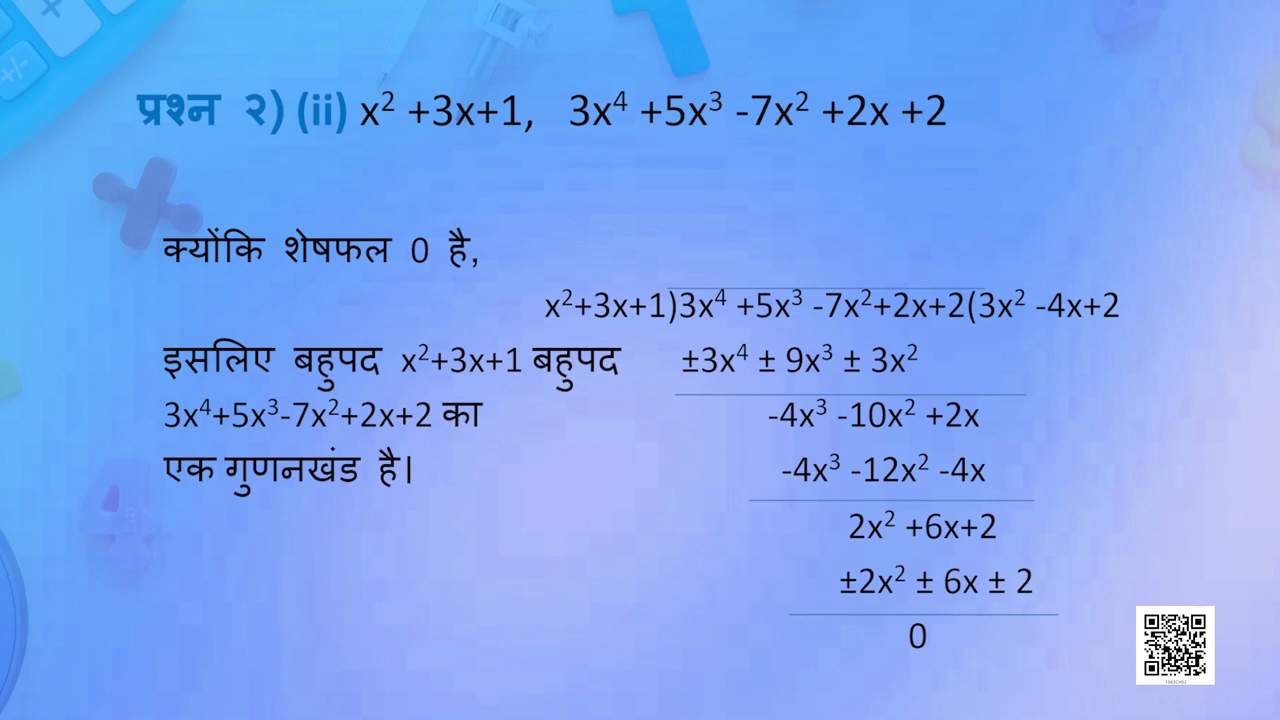 प्रश्न २) (ii) x² +3x+1, 3x⁴ +5x³ -7x² +2x +2
क्योंकि शेषफल 0 है,
x²+3x+1)3x⁴ +5x³ -7x²+2x+2(3x² -4x+2
इसलिए बहुपद x²+3x+1 बहुपद
±3x⁴ ± 9x³ ± 3x²
3x⁴+5x³-7x²+2x+2 का
-4x³ -10x² +2x
एक गुणनखंड है।
-4x³ -12x² -4x
2x² +6x+2
±2x² ± 6x ± 2
0